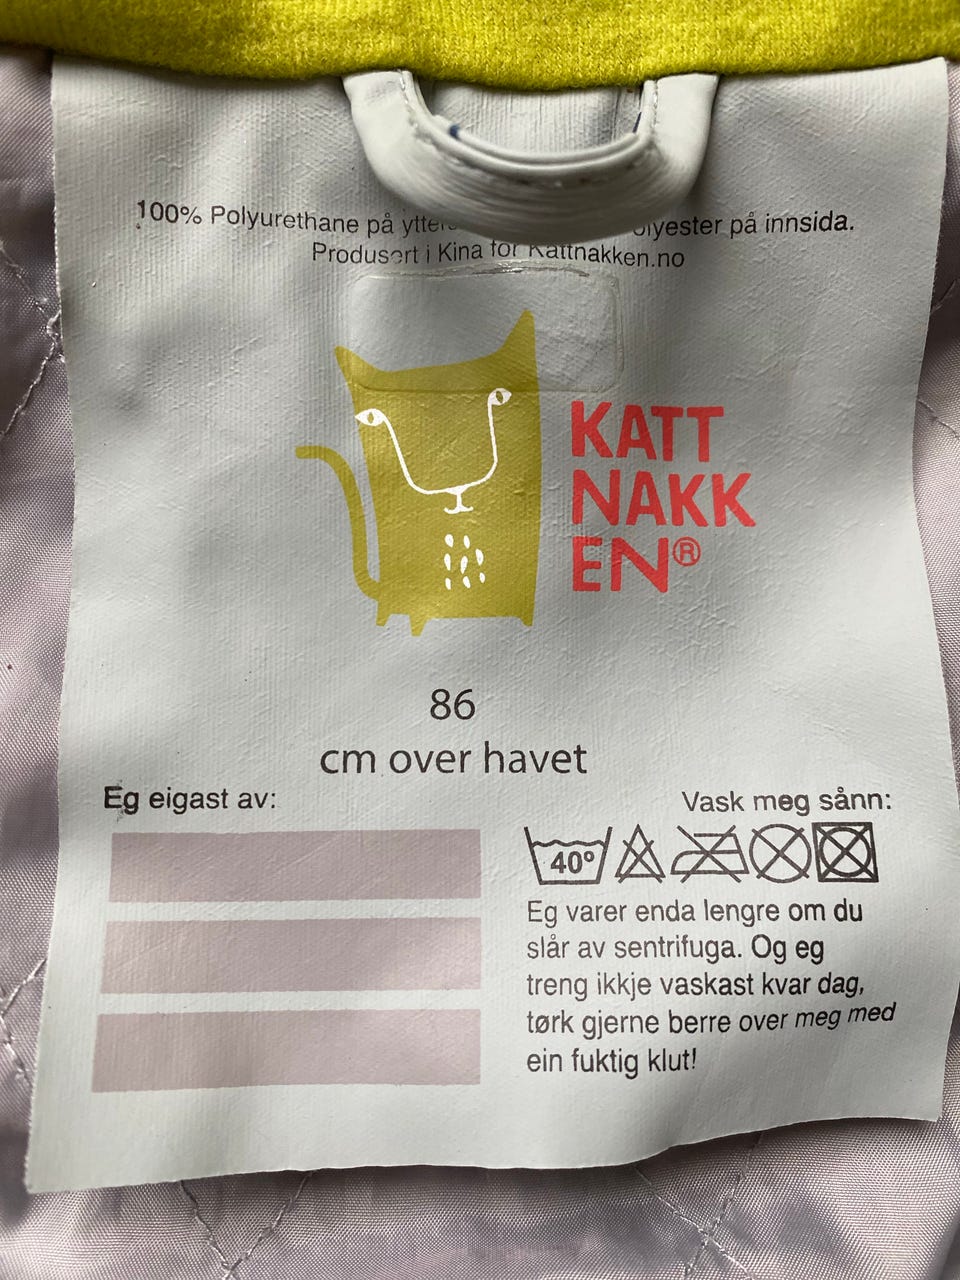 100% Polyurethane på olyester på innsida.
Produsert i Kina for Kattnakken.no
KATT
NAKK
EN®
86
cm over havet
Eg eigast av:
Vask meg sånn:
40°
Eg varer enda lengre om du
slår av sentrifuga. Og eg
treng ikkje vaskast kvar dag,
tørk gjerne berre over meg med
ein fuktig klut!